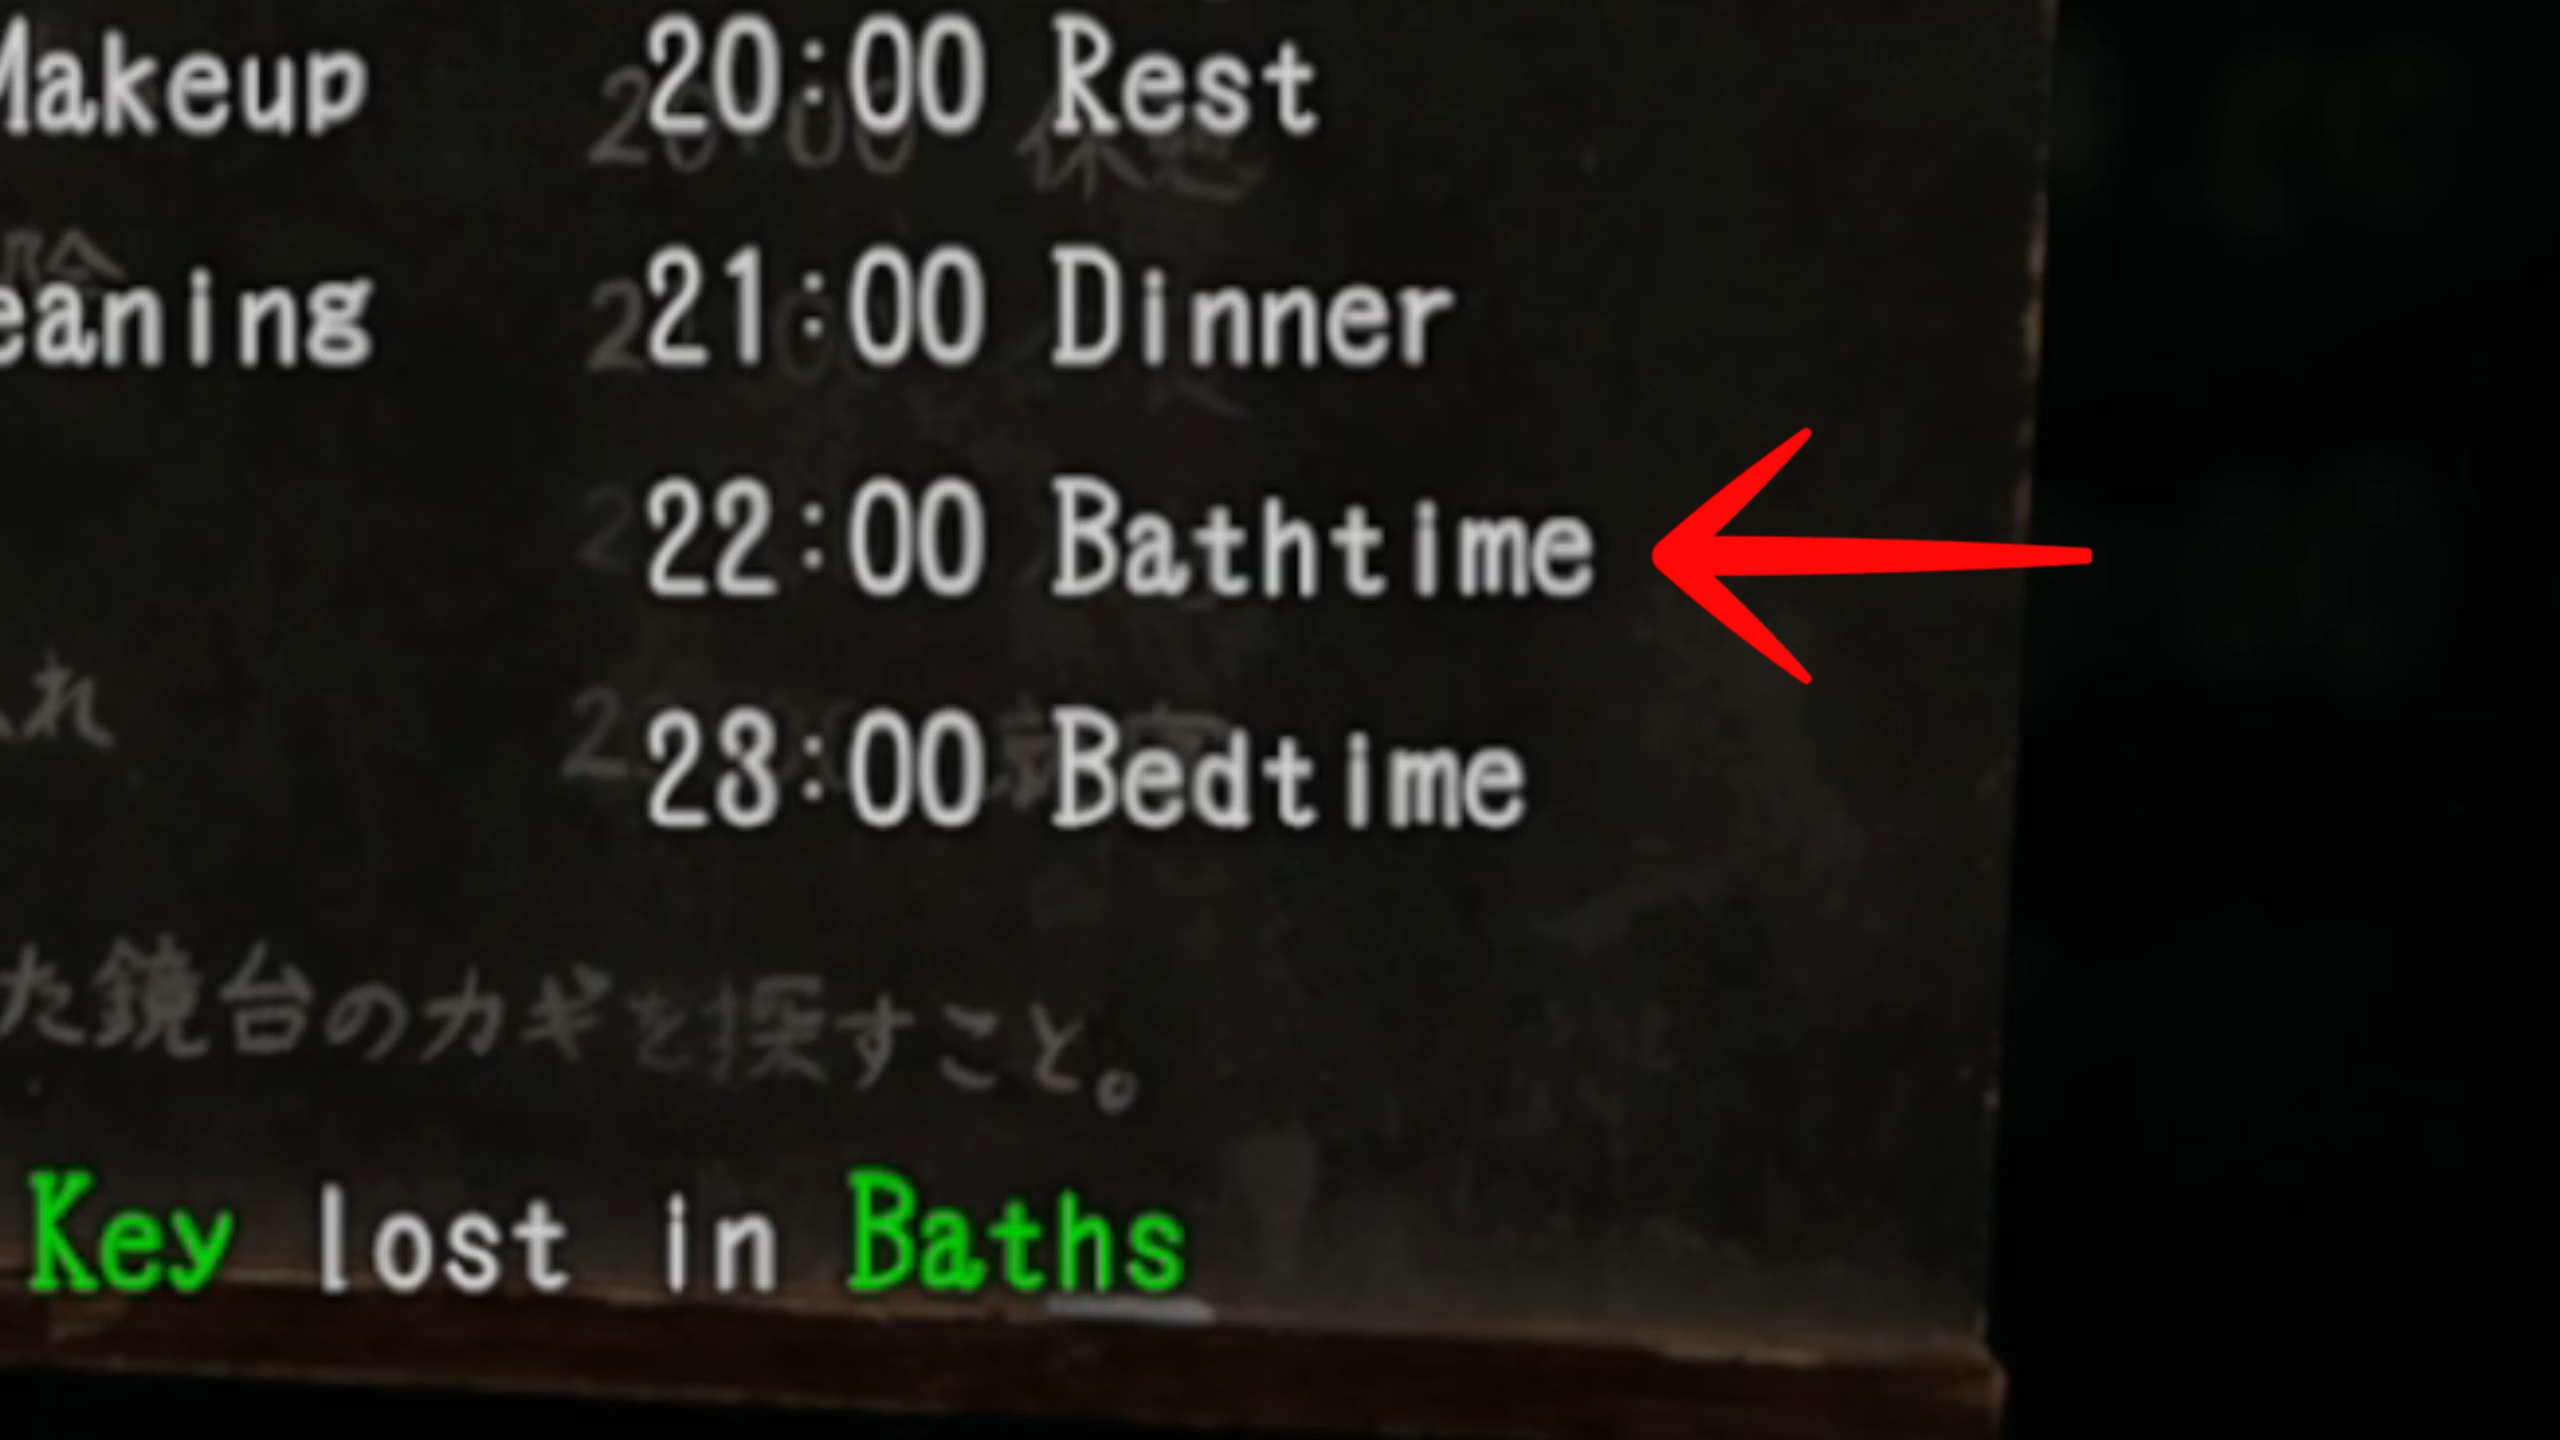 Makeup 20:00 Rest
eaning 21:00 Dinner
22:00 Bathtime
れ
23:00 Bedtime
た鏡台のカギを探すこと。
Key lost in Baths